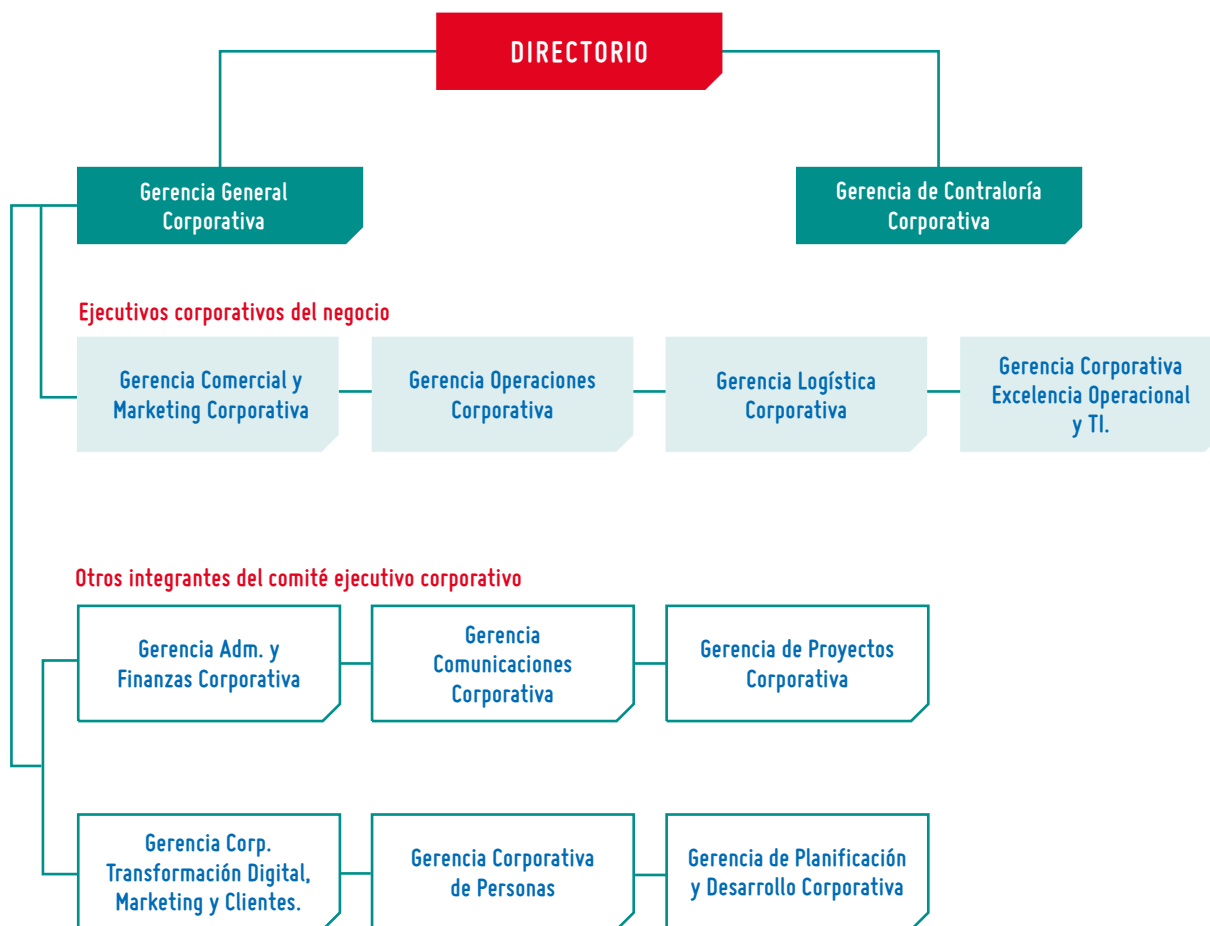 DIRECTORIO
Gerencia General
Corporativa
Gerencia de Contraloría
Corporativa
Ejecutivos corporativos del negocio
Gerencia Comercial y
Marketing Corporativa
Gerencia Operaciones
Corporativa
Gerencia Logística
Corporativa
Gerencia Corporativa
Excelencia Operacional
y TI.
Otros integrantes del comité ejecutivo corporativo
Gerencia Adm. y
Finanzas Corporativa
Gerencia
Comunicaciones
Corporativa
Gerencia de Proyectos
Corporativa
Gerencia Corp.
Transformación Digital,
Marketing y Clientes.
Gerencia Corporativa
de Personas
Gerencia de Planificación
y Desarrollo Corporativa